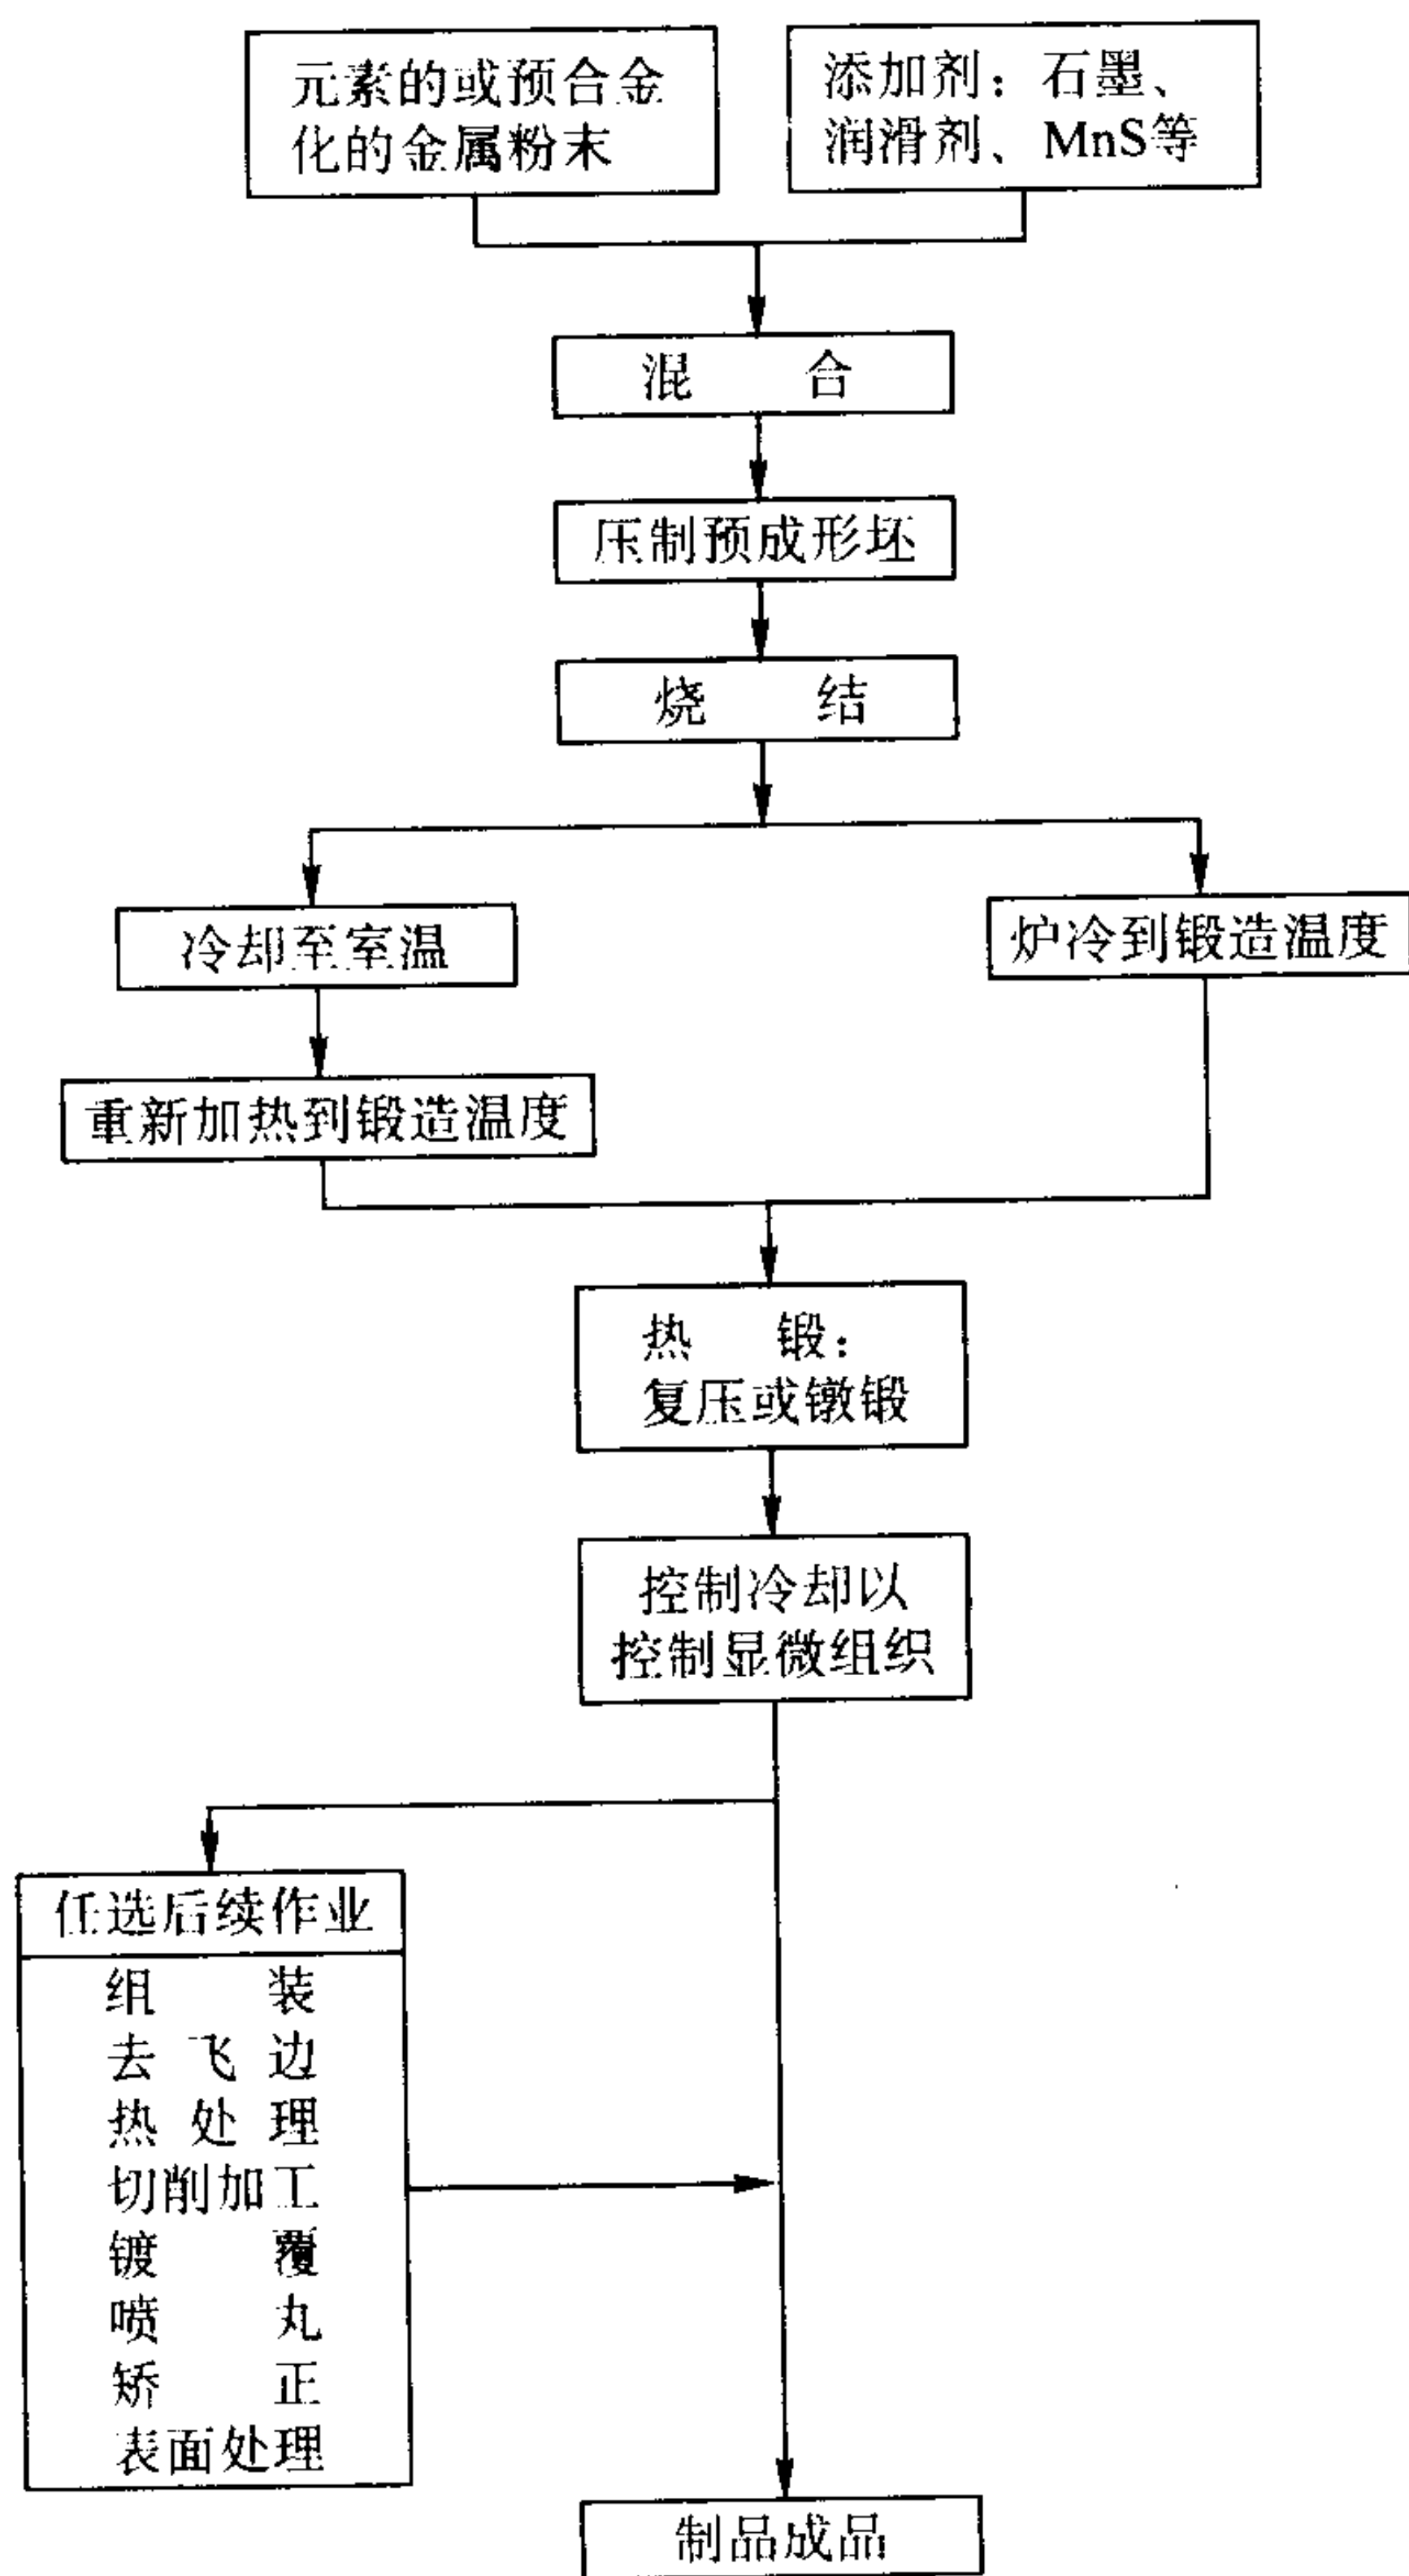 元素的或预合金
化的金属粉末
添加剂：石墨、
润滑剂、MnS等
混 合
压制预成形坯
烧 结
冷却至室温
炉冷到锻造温度
重新加热到锻造温度
热 锻：
复压或镦锻
控制冷却以
控制显微组织
任选后续作业
组 装
去 飞 边
热 处 理
切削加工
镀 覆
喷 丸
矫 正
表面处理
制品成品